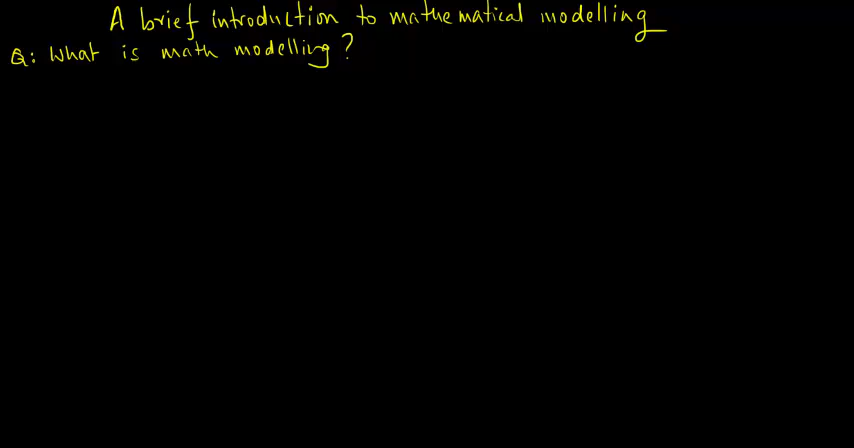 A brief introduction to mathematical modelling
Q: What is math modelling?